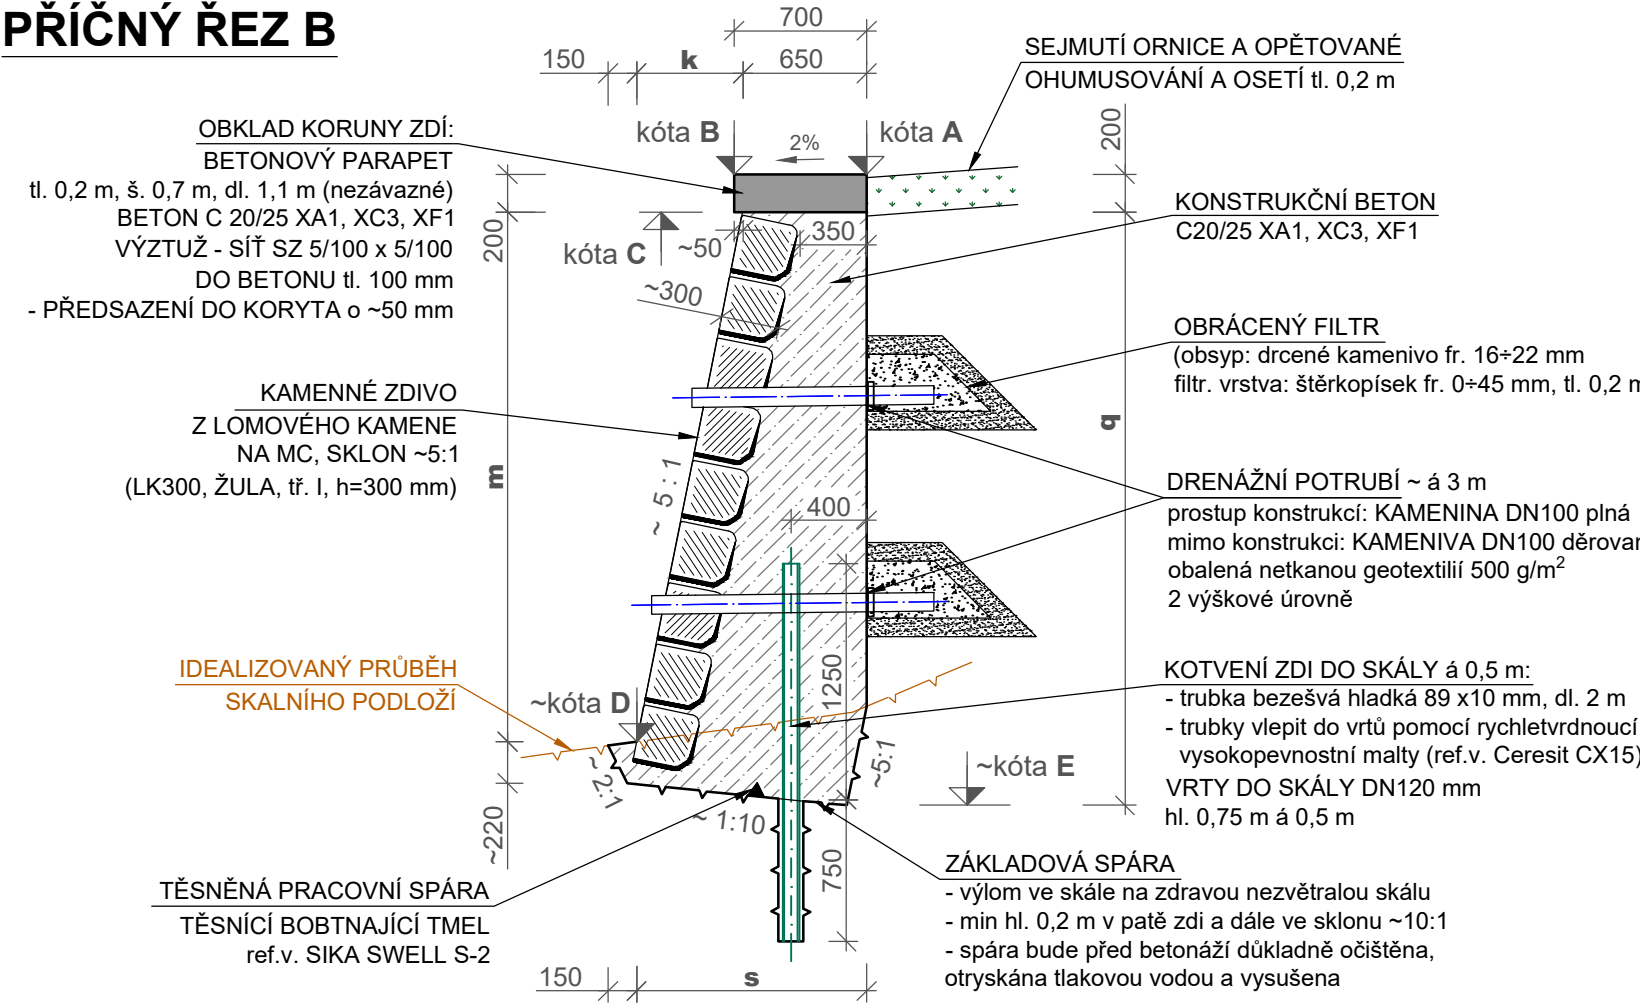 PŘÍČNÝ ŘEZ B
700
150
k
650
SEJMUTÍ ORNICE A OPĚTOVANÉ
OHUMUSOVÁNÍ A OSETÍ tl. 0,2 m
kóta B
2%
kóta A
200
OBKLAD KORUNY ZDÍ:
BETONOVÝ PARAPET
tl. 0,2 m, š. 0,7 m, dl. 1,1 m (nezávazné)
BETON C 20/25 XA1, XC3, XF1
VÝZTUŽ - SÍŤ SZ 5/100 x 5/100
DO BETONU tl. 100 mm
- PŘEDSAZENÍ DO KORYTA o ~50 mm
200
kóta C
~50
350
~300
KONSTRUKČNÍ BETON
C20/25 XA1, XC3, XF1
OBRÁCENÝ FILTR
(obsyp: drcené kamenivo fr. 16÷22 mm
filtr. vrstva: štěrkopísek fr. 0÷45 mm, tl. 0,2 m
KAMENNÉ ZDIVO
Z LOMOVÉHO KAMENE
NA MC, SKLON ~5:1
(LK300, ŽULA, tř. I, h=300 mm)
m
~ 5 : 1
q
400
DRENÁŽNÍ POTRUBÍ ~ á 3 m
prostup konstrukcí: KAMENINA DN100 plná
mimo konstrukci: KAMENIVA DN100 děrovan
obalená netkanou geotextilií 500 g/m²
2 výškové úrovně
IDEALIZOVANÝ PRŮBĚH
SKALNÍHO PODLOŽÍ
~kóta D
1250
KOTVENÍ ZDI DO SKÁLY á 0,5 m:
- trubka bezešvá hladká 89 x10 mm, dl. 2 m
- trubky vlepit do vrtů pomocí rychletvrdnoucí
vysokopevnostní malty (ref.v. Ceresit CX15)
VRTY DO SKÁLY DN120 mm
hl. 0,75 m á 0,5 m
~ 2:1
~5:1
~kóta E
~220
~ 1:10
750
TĚSNĚNÁ PRACOVNÍ SPÁRA
TĚSNÍCÍ BOBTNAJÍCÍ TMEL
ref.v. SIKA SWELL S-2
ZÁKLADOVÁ SPÁRA
- výlom ve skále na zdravou nezvětralou skálu
- min hl. 0,2 m v patě zdi a dále ve sklonu ~10:1
- spára bude před betonáží důkladně očištěna,
otryskána tlakovou vodou a vysušena
150
s